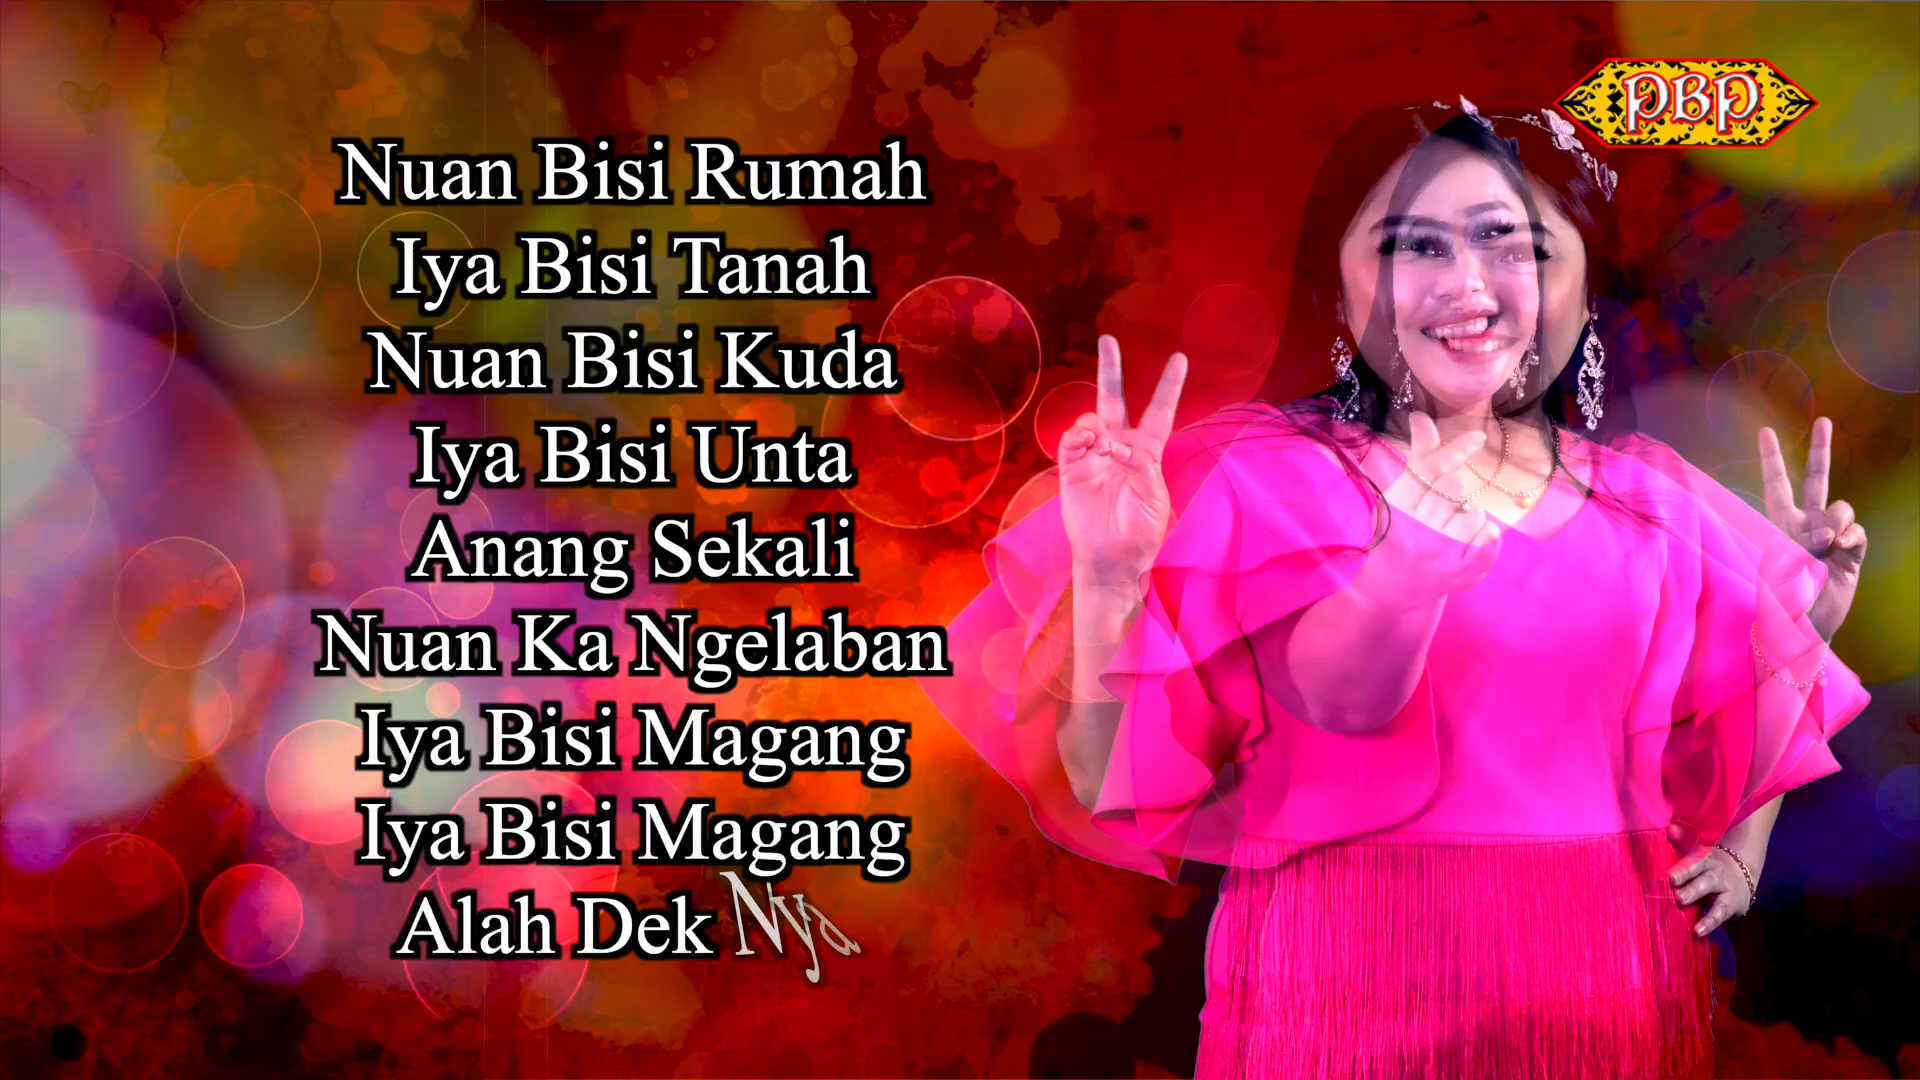 PBP
Nuan Bisi Rumah
Iya Bisi Tanah
Nuan Bisi Kuda
Iya Bisi Unta
Anang Sekali
Nuan Ka Ngelaban
Iya Bisi Magang
Iya Bisi Magang
Alah Dek Nya